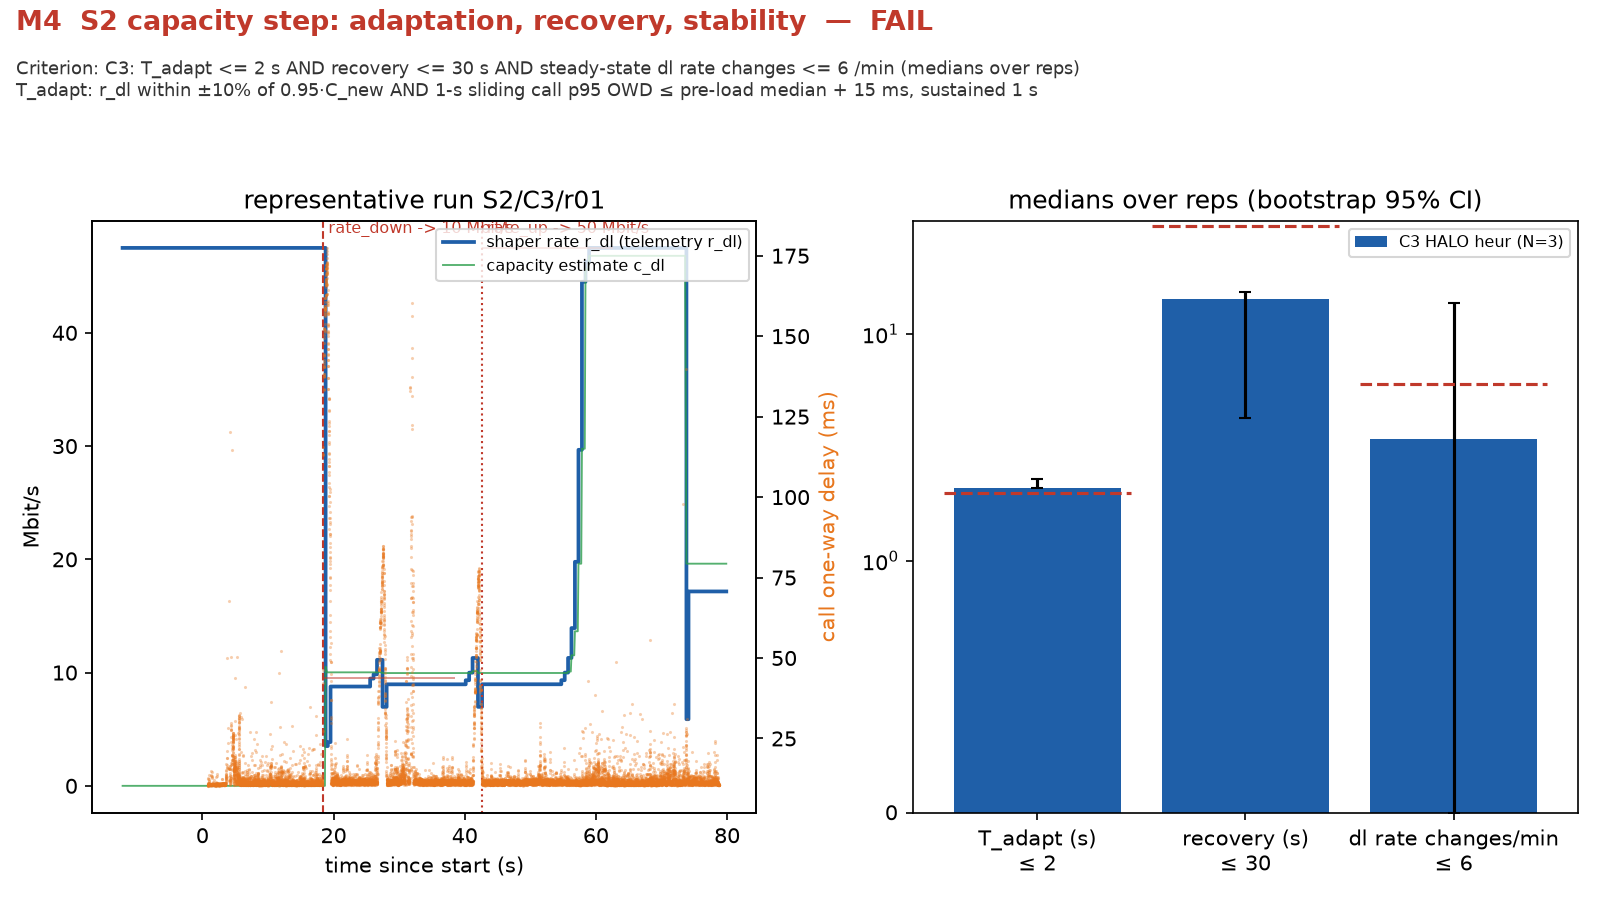 M4  S2 capacity step: adaptation, recovery, stability  —  FAIL
Criterion: C3: T_adapt <= 2 s AND recovery <= 30 s AND steady-state dl rate changes <= 6 /min (medians over reps)
T_adapt: r_dl within ±10% of 0.95·C_new AND 1-s sliding call p95 OWD ≤ pre-load median + 15 ms, sustained 1 s
representative run S2/C3/r01
rate_down -> 10
_up -> 50 Mbit/s
shaper rate r_dl (telemetry r_dl)
capacity estimate c_dl
Mbit/s
40
30
20
10
0
175
150
125
100
75
50
25
call one-way delay (ms)
0
20
40
60
80
time since start (s)
medians over reps (bootstrap 95% CI)
C3 HALO heur (N=3)
10¹
10⁰
0
T_adapt (s)
≤ 2
recovery (s)
≤ 30
dl rate changes/min
≤ 6